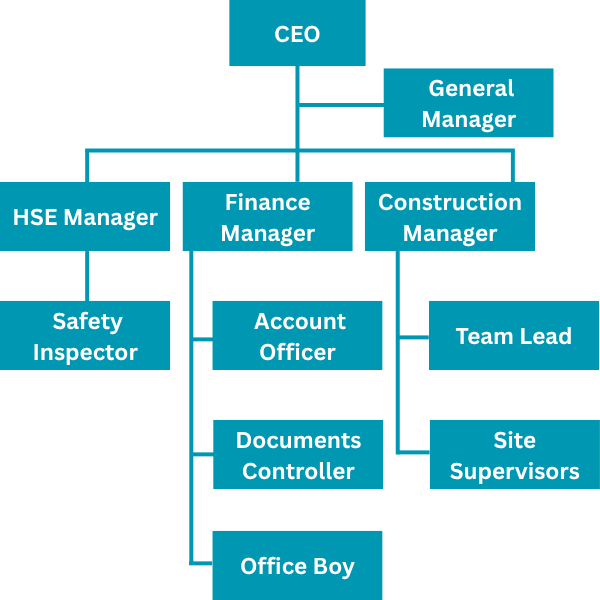 CEO
General
Manager
HSE Manager
Finance
Manager
Construction
Manager
Safety
Inspector
Account
Officer
Team Lead
Documents
Controller
Site
Supervisors
Office Boy